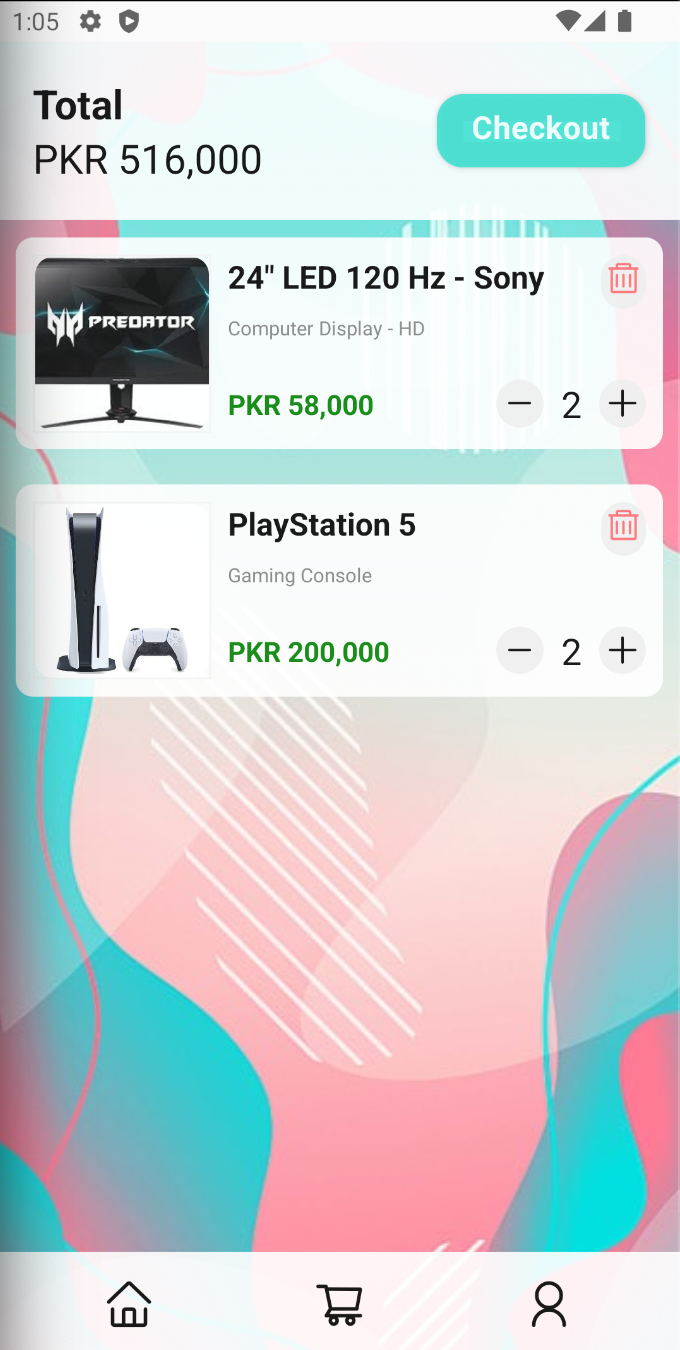 1:05
Total
PKR 516,000
Checkout
24" LED 120 Hz - Sony
PREDATOR
Computer Display - HD
PKR 58,000
2
PlayStation 5
Gaming Console
PKR 200,000
2